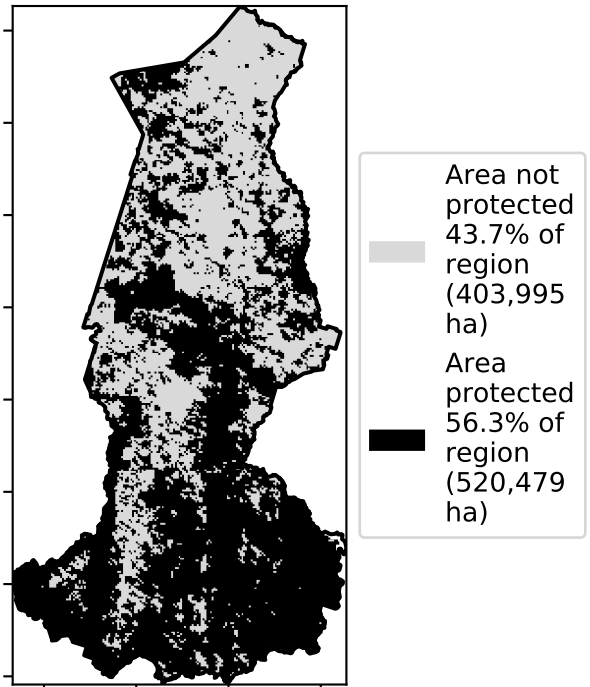 Area not
protected
43.7% of
region
(403,995
ha)
Area
protected
56.3% of
region
(520,479
ha)